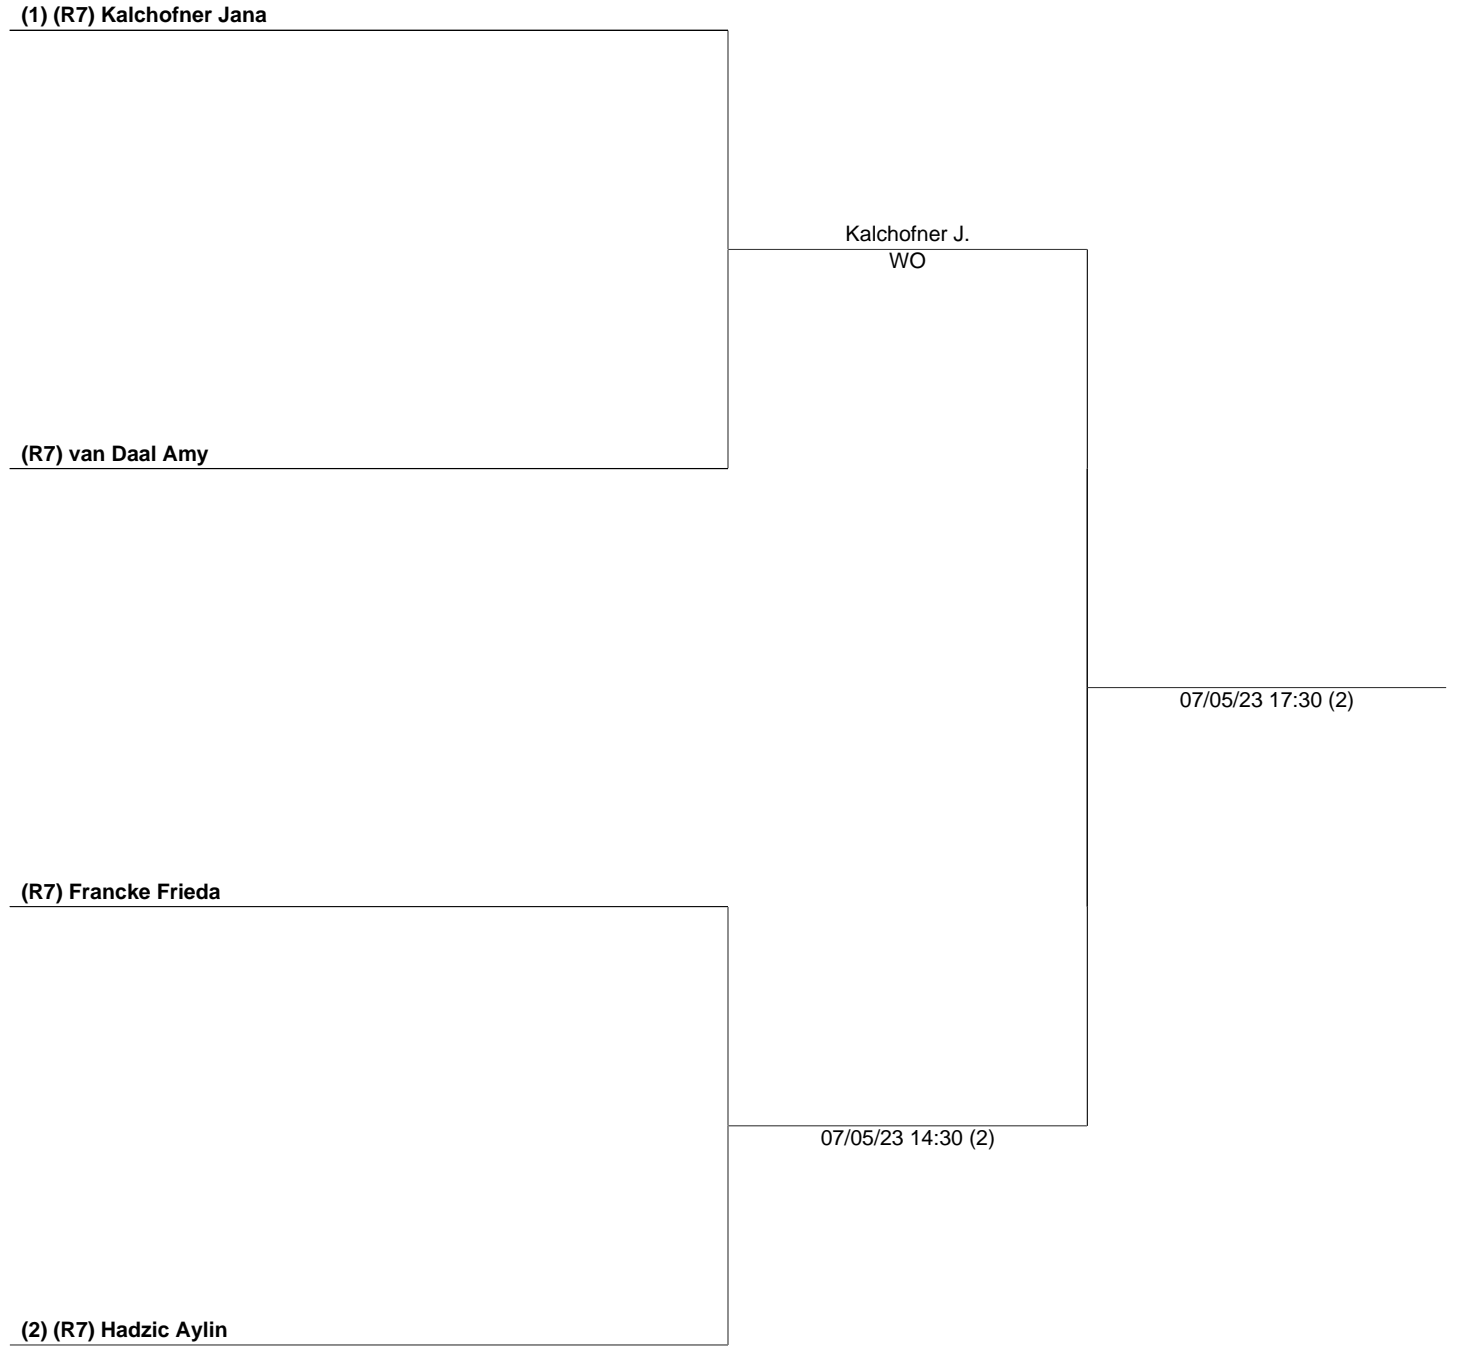 (1) (R7) Kalchofner Jana
Kalchofner J.
WO
(R7) van Daal Amy
07/05/23 17:30 (2)
(R7) Francke Frieda
07/05/23 14:30 (2)
(2) (R7) Hadzic Aylin